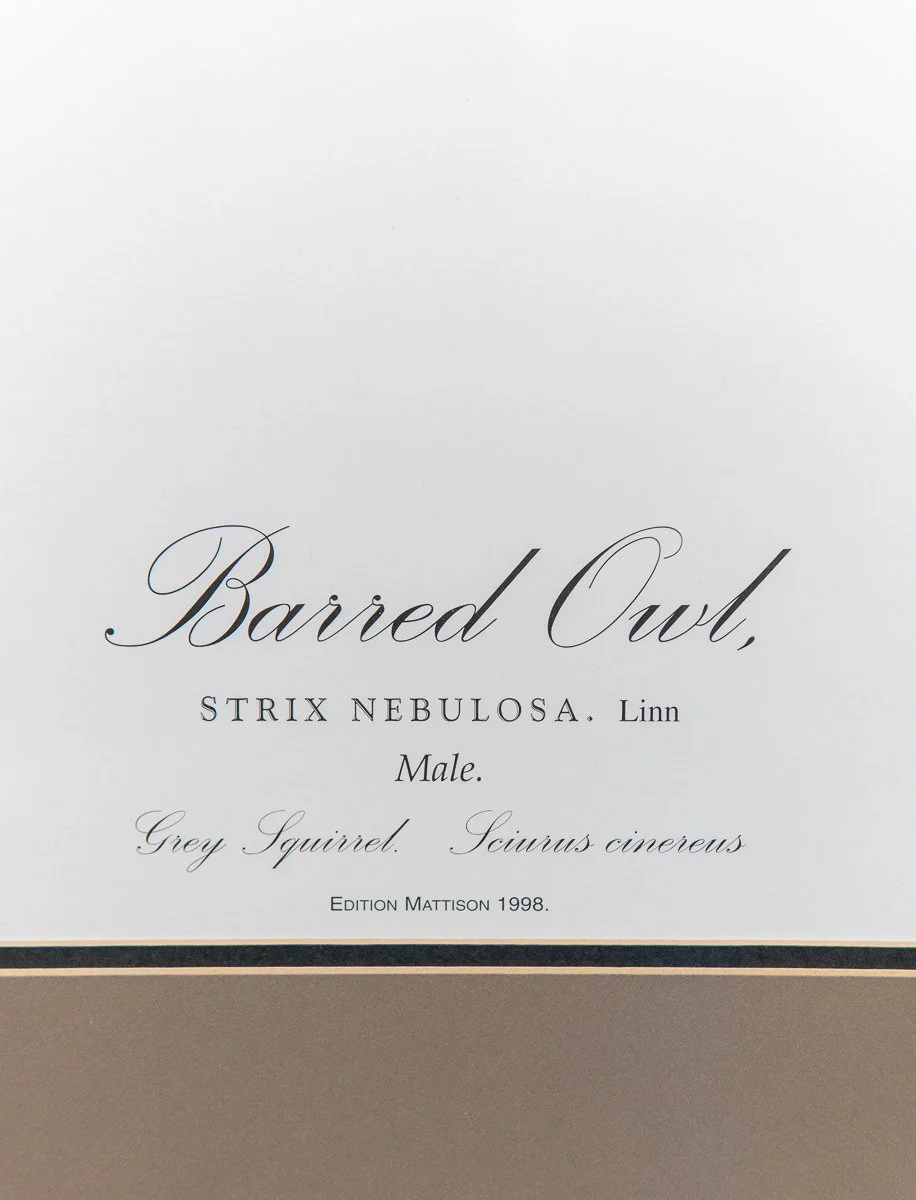 Barred Owl,
STRIX NEBULOSA. Linn
Male.
Grey Squirrel. Sciurus cinereus
EDITION MATTISON 1998.